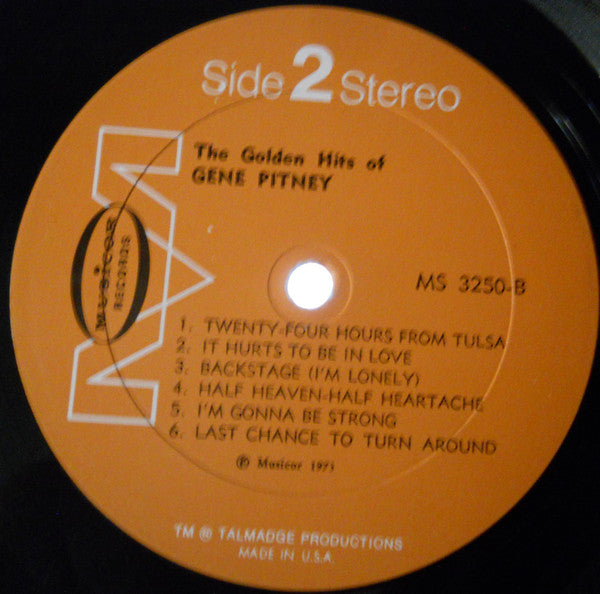 Side 2 Stereo
The Golden Hits of
GENE PITNEY
Musicor
RECORDS
MS 3250-B
1. TWENTY-FOUR HOURS FROM TULSA
2. IT HURTS TO BE IN LOVE
3. BACKSTAGE (I'M LONELY)
4. HALF HEAVEN-HALF HEARTACHE
5. I'M GONNA BE STRONG
6. LAST CHANCE TO TURN AROUND
℗ Musicor 1973
TM ® TALMADGE PRODUCTIONS
MADE IN U.S.A.